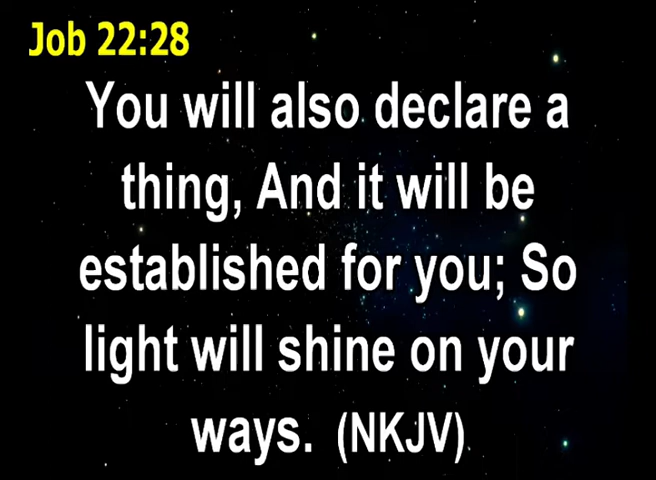 Job 22:28
You will also declare a
thing, And it will be
established for you; So
light will shine on your
ways. (NKJV)